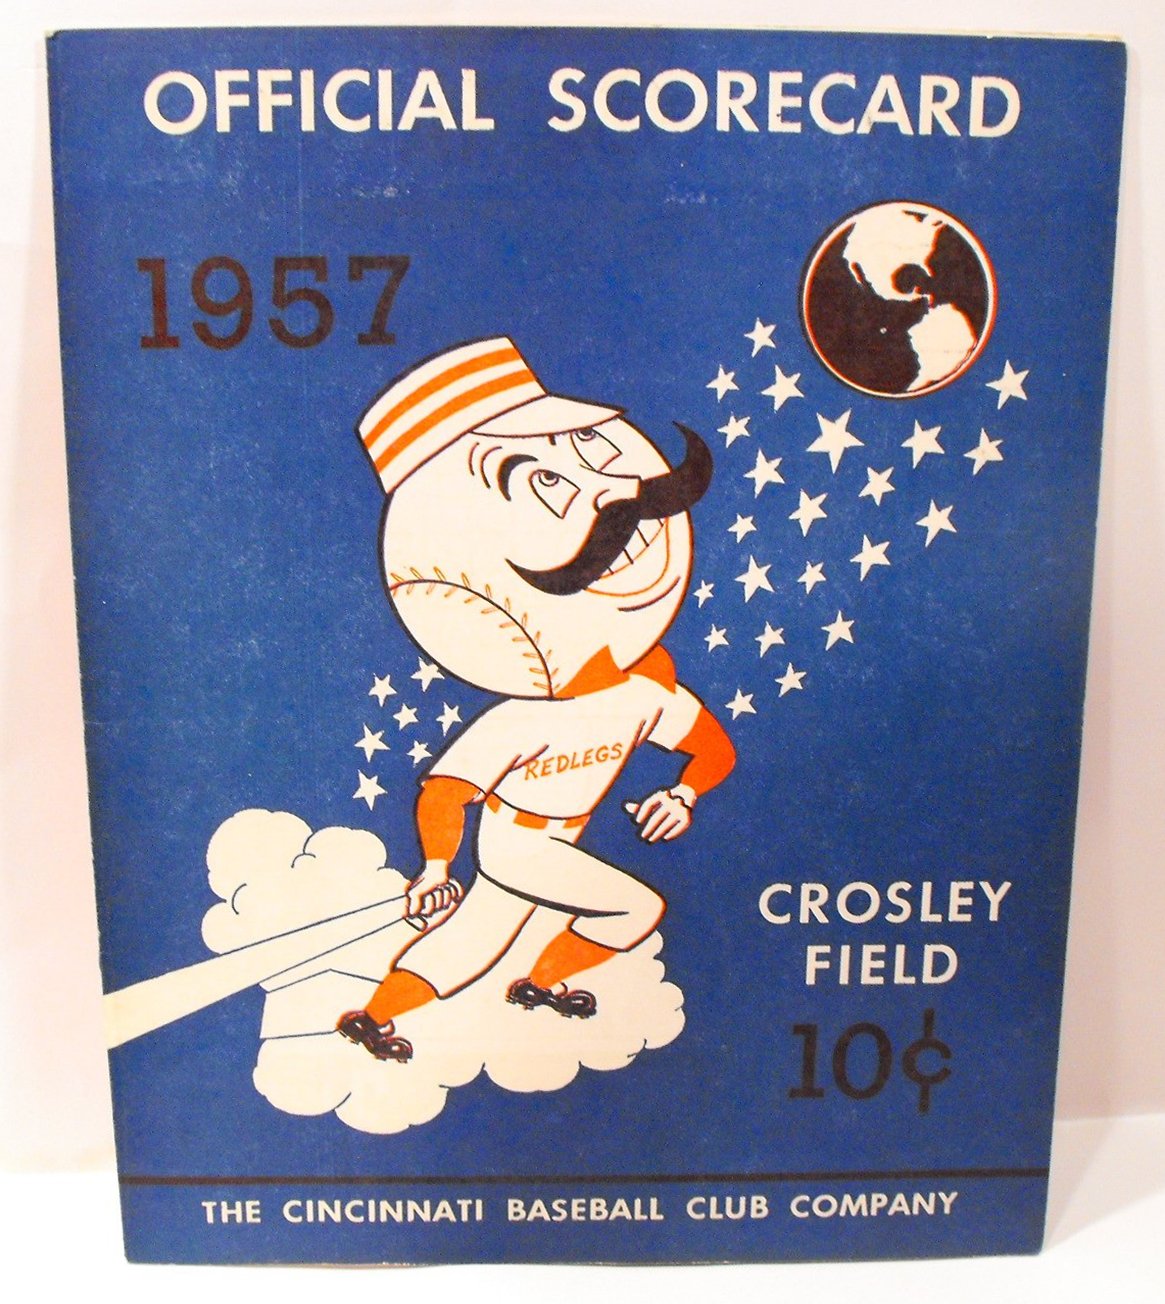 OFFICIAL SCORECARD
1957
REDLEGS
CROSLEY
FIELD
10¢
THE CINCINNATI BASEBALL CLUB COMPANY